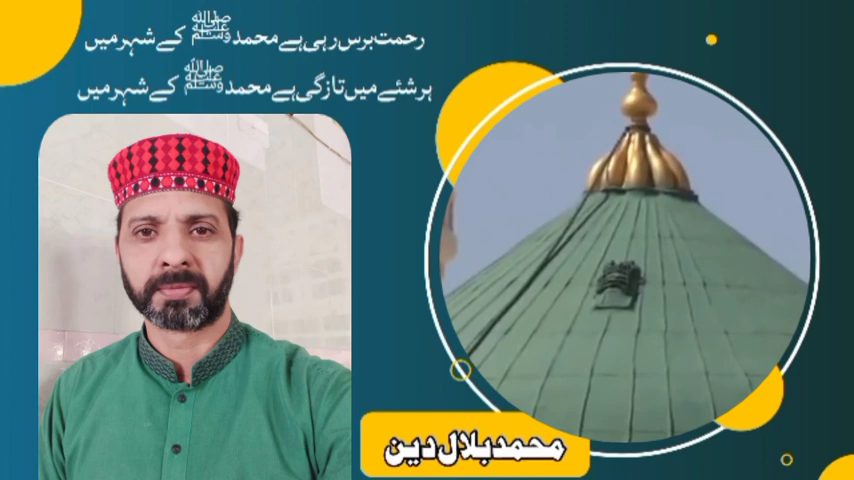 رحمت برس رہی ہے محمد ﷺ کے شہر میں
ہر شئے میں تازگی ہے محمد ﷺ کے شہر میں
محمد بلال دین